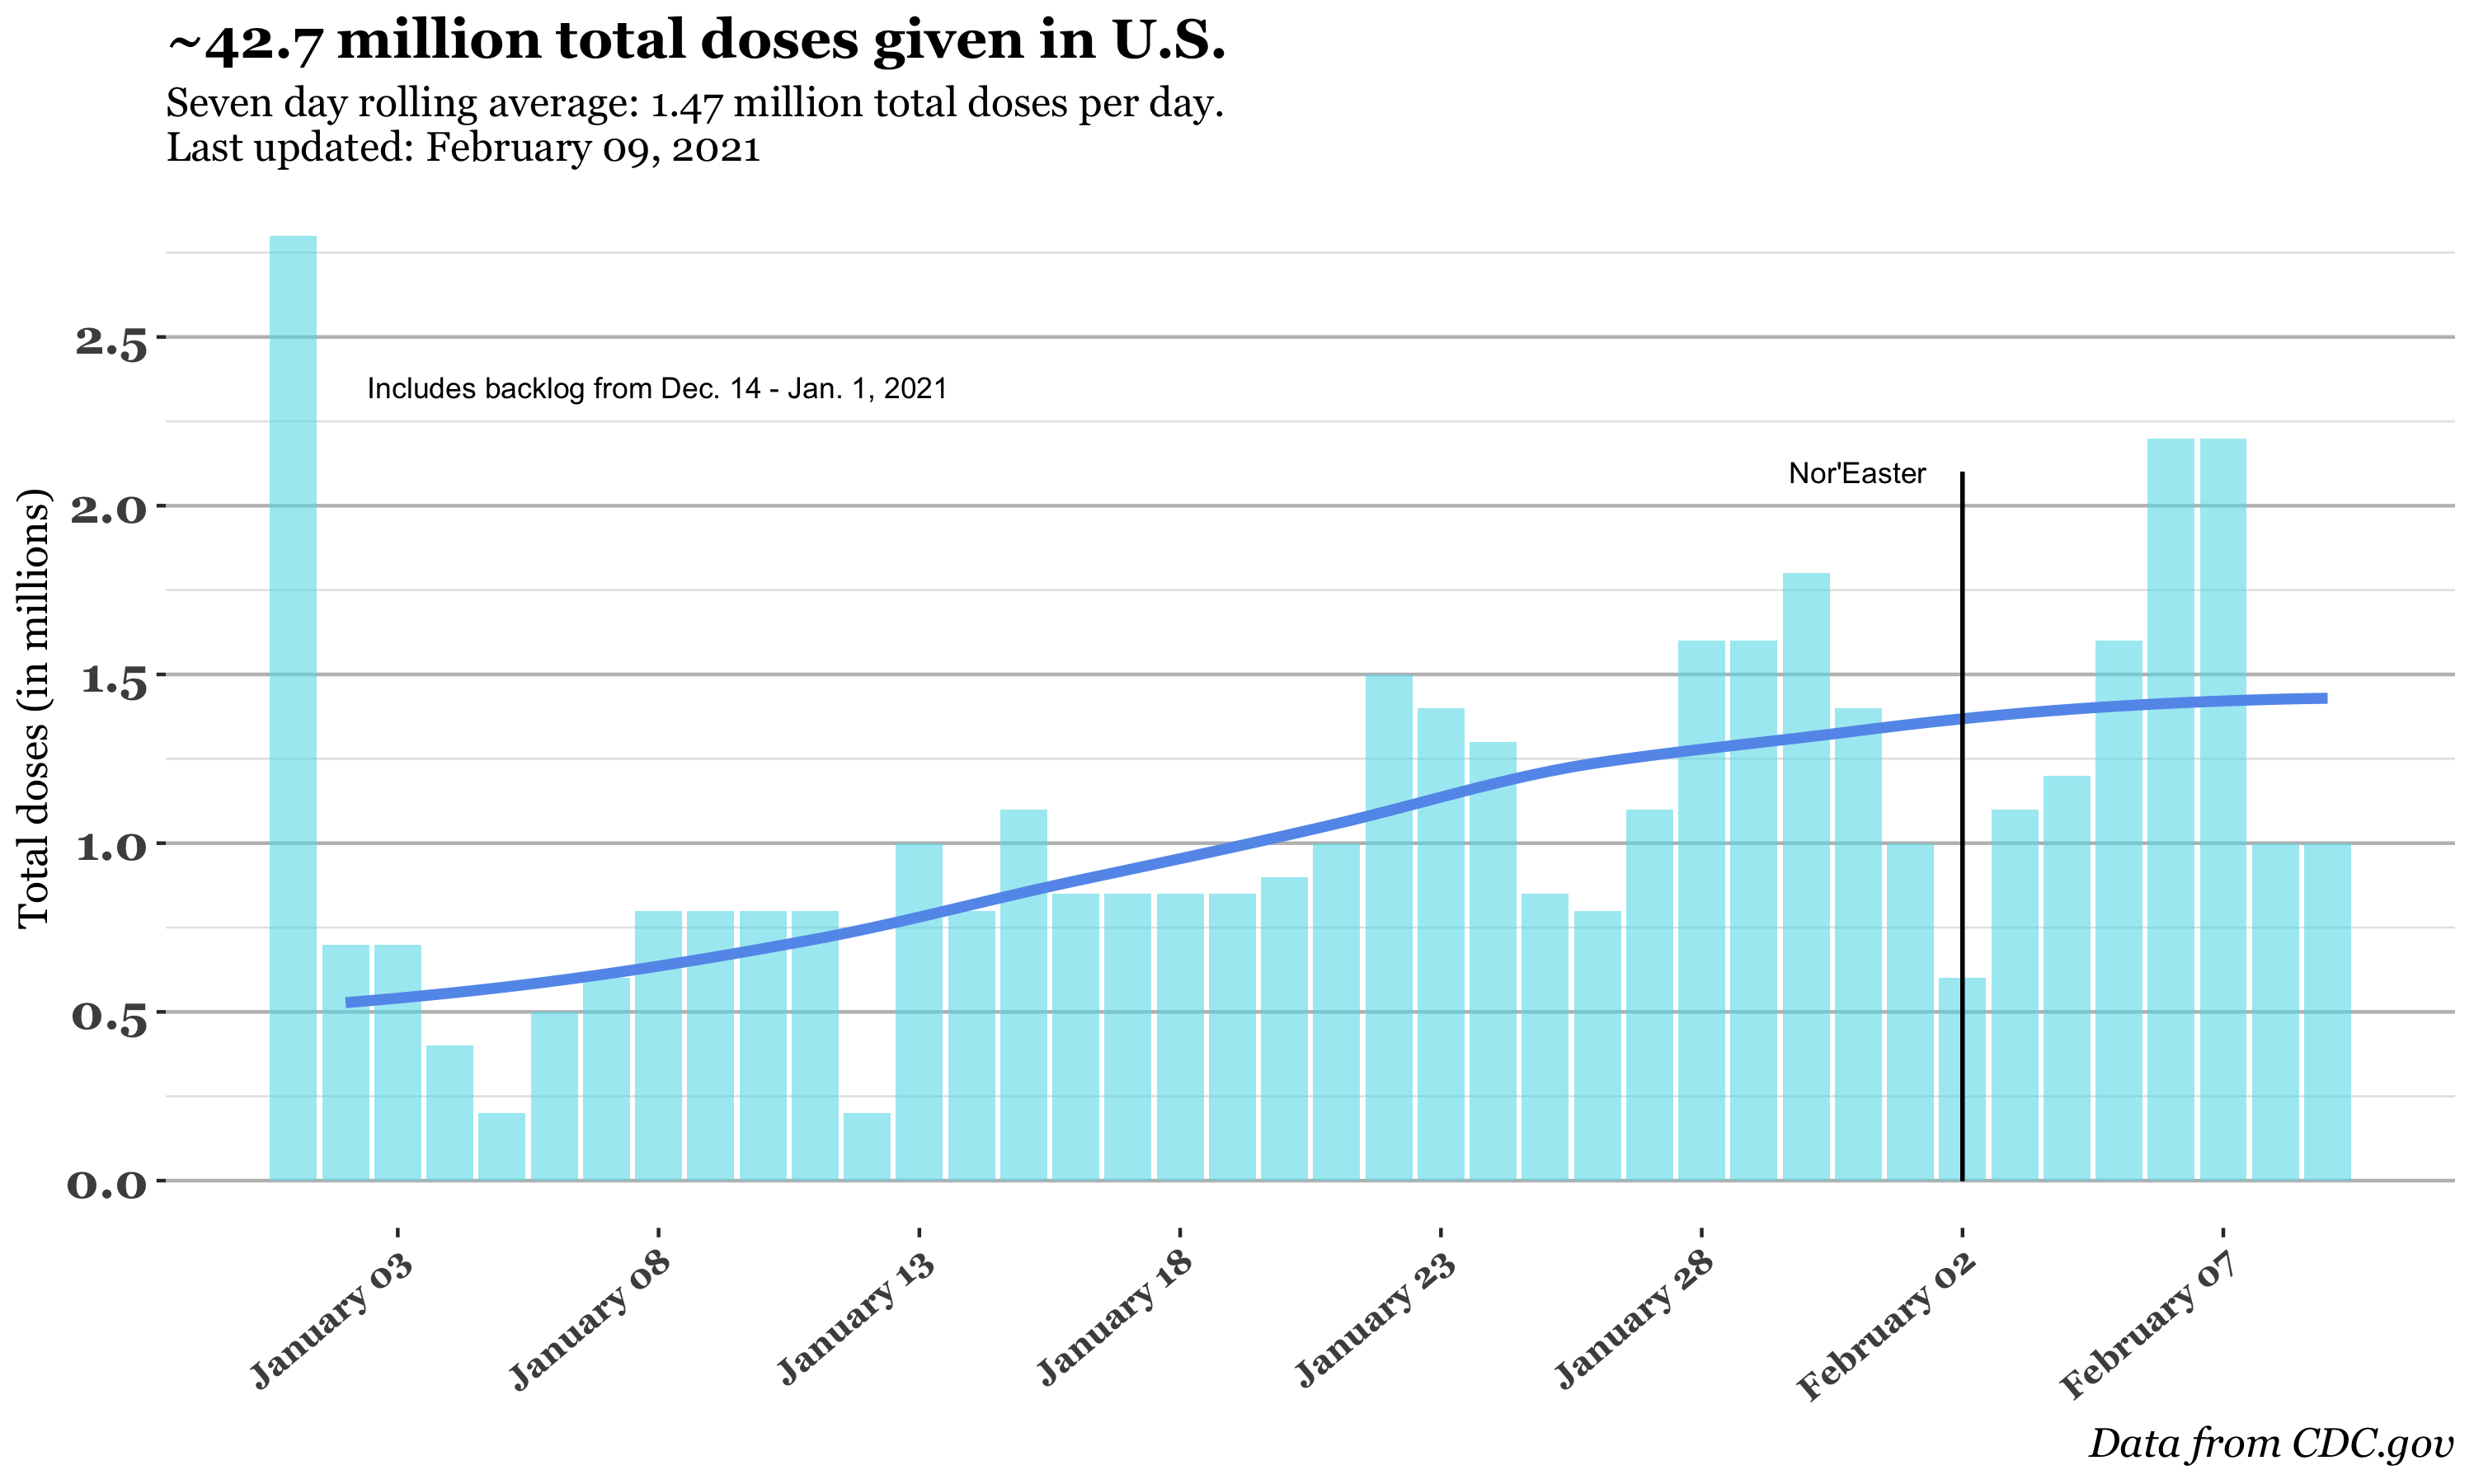 ~42.7 million total doses given in U.S.
Seven day rolling average: 1.47 million total doses per day.
Last updated: February 09, 2021
Total doses (in millions)
2.5
2.0
1.5
1.0
0.5
0.0
Includes backlog from Dec. 14 - Jan. 1, 2021
Nor'Easter
January 03
January 08
January 13
January 18
January 23
January 28
February 02
February 07
Data from CDC.gov